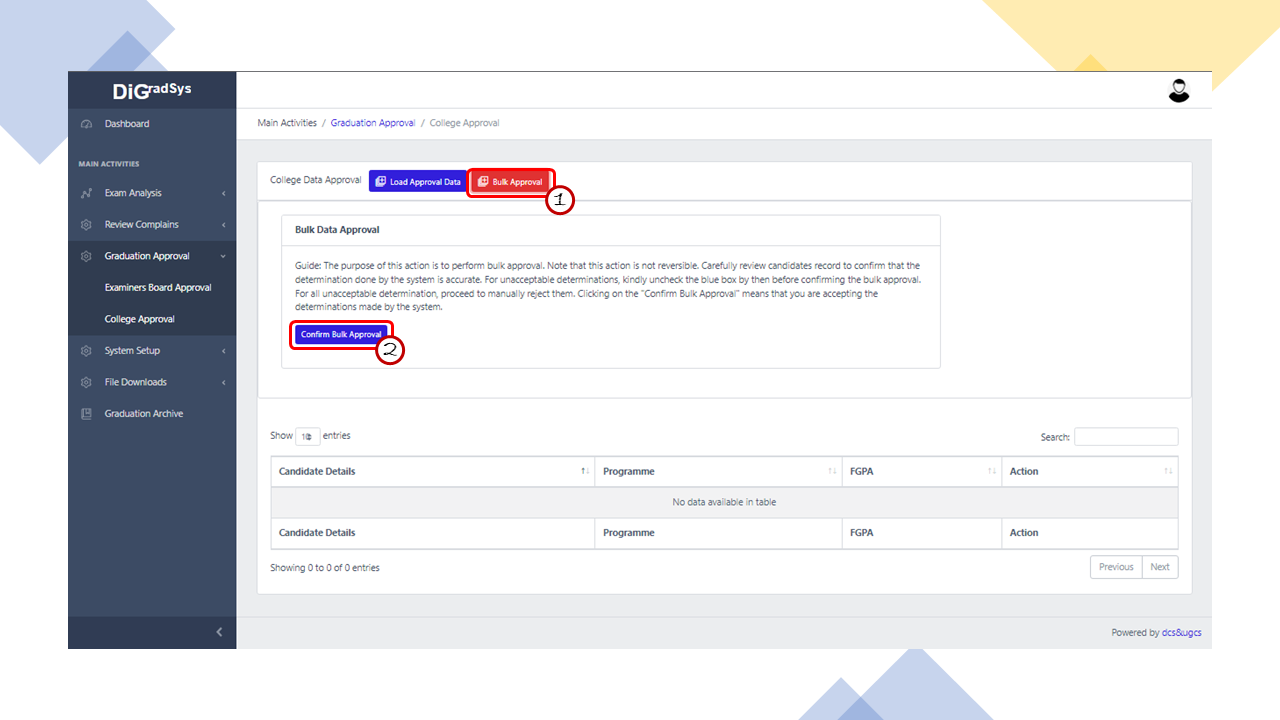 DiGradSys
Dashboard
MAIN ACTIVITIES
Exam Analysis
Review Complains
Graduation Approval
Examiners Board Approval
College Approval
System Setup
File Downloads
Graduation Archive
Main Activities / Graduation Approval / College Approval
College Data Approval Load Approval Data Bulk Approval
1
Bulk Data Approval
Guide: The purpose of this action is to perform bulk approval. Note that this action is not reversible. Carefully review candidates record to confirm that the
determination done by the system is accurate. For unacceptable determinations, kindly uncheck the blue box by then before confirming the bulk approval.
For all unacceptable determination, proceed to manually reject them. Clicking on the "Confirm Bulk Approval" means that you are accepting the
determinations made by the system.
Confirm Bulk Approval
2
Show entries
Search:
Candidate Details Programme FGPA Action
No data available in table
Candidate Details Programme FGPA Action
Showing 0 to 0 of 0 entries
Previous Next
Powered by dcs&ugcs